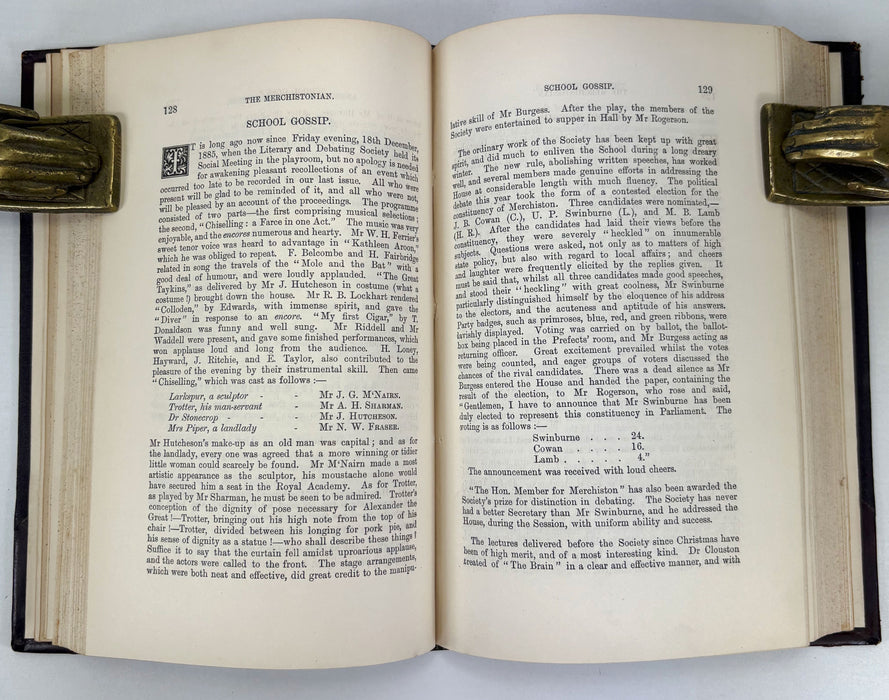 128
THE MERCHISTONIAN.
SCHOOL GOSSIP.
IT is long ago now since Friday evening, 18th December,
1885, when the Literary and Debating Society held its
Social Meeting in the playroom, but no apology is needed
for awakening pleasant recollections of an event which
occurred too late to be recorded in our last issue. All who were
present will be glad to be reminded of it, and all who were not,
will be pleased by an account of the proceedings. The programme
consisted of two parts—the first comprising musical selections;
the second, "Chiselling: a Farce in one Act." The music was very
enjoyable, and the encores numerous and hearty. Mr W. H. Ferrier's
sweet tenor voice was heard to advantage in "Kathleen Aroon,"
which he was obliged to repeat. F. Belcombe and H. Fairbridge
related in song the travels of the "Mole and the Bat" with a
good deal of humour, and were loudly applauded. "The Great
Taykins," as delivered by Mr J. Hutcheson in costume (what a
costume!) brought down the house. Mr R. B. Lockhart rendered
"Colloden," by Edwards, with immense spirit, and gave the
"Diver" in response to an encore. "My first Cigar," by T.
Donaldson was funny and well sung. Mr Riddell and Mr
Waddell were present, and gave some finished performances, which
won applause loud and long from the audience. H. Loney,
Hayward, J. Ritchie, and E. Taylor, also contributed to the
pleasure of the evening by their instrumental skill. Then came
"Chiselling," which was cast as follows:—
Larkspur, a sculptor - - Mr J. G. M'Nairn.
Trotter, his man-servant - Mr A. H. Sharman.
Dr Stonecrop - - Mr J. Hutcheson.
Mrs Piper, a landlady - Mr N. W. Fraser.
Mr Hutcheson's make-up as an old man was capital; and as for
the landlady, every one was agreed that a more winning or tidier
little woman could scarcely be found. Mr M'Nairn made a most
artistic appearance as the sculptor, his moustache alone would
have secured him a seat in the Royal Academy. As for Trotter,
as played by Mr Sharman, he must be seen to be admired. Trotter's
conception of the dignity of pose necessary for Alexander the
Great!—Trotter, bringing out his high note from the top of his
chair!—Trotter, divided between his longing for pork pie, and
his sense of dignity as a statue!—who shall describe these things?
Suffice it to say that the curtain fell amidst uproarious applause,
and the actors were called to the front. The stage arrangements,
which were both neat and effective, did great credit to the manipu-
SCHOOL GOSSIP.
129
lative skill of Mr Burgess. After the play, the members of the
Society were entertained to supper in Hall by Mr Rogerson.
The ordinary work of the Society has been kept up with great
spirit, and did much to enliven the School during a long dreary
winter. The new rule, abolishing written speeches, has worked
well, and several members made genuine efforts in addressing the
House at considerable length with much fluency. The political
debate this year took the form of a contested election for the
constituency of Merchiston. Three candidates were nominated,—
J. B. Cowan (C.), U. P. Swinburne (L.), and M. B. Lamb
(H. R.). After the candidates had laid their views before the
constituency, they were severely "heckled" on innumerable
subjects. Questions were asked, not only as to matters of high
state policy, but also with regard to local affairs; and cheers
and laughter were frequently elicited by the replies given. It
must be said that, whilst all three candidates made good speeches,
and stood their "heckling" with great coolness, Mr Swinburne
particularly distinguished himself by the eloquence of his address
to the electors, and the acuteness and aptitude of his answers.
Party badges, such as primroses, blue, red, and green ribbons, were
lavishly displayed. Voting was carried on by ballot, the ballot-
box being placed in the Prefects' room, and Mr Burgess acting as
returning officer. Great excitement prevailed whilst the votes
were being counted, and eager groups of voters discussed the
chances of the rival candidates. There was a dead silence as Mr
Burgess entered the House and handed the paper, containing the
result of the election, to Mr Rogerson, who rose and said,
"Gentlemen, I have to announce that Mr Swinburne has been
duly elected to represent this constituency in Parliament. The
voting is as follows:—
Swinburne . . . 24.
Cowan . . . . 16.
Lamb . . . . 4."
The announcement was received with loud cheers.
"The Hon. Member for Merchiston" has also been awarded the
Society's prize for distinction in debating. The Society has never
had a better Secretary than Mr Swinburne, and he addressed the
House, during the Session, with uniform ability and success.
The lectures delivered before the Society since Christmas have
been of high merit, and of a most interesting kind. Dr Clouston
treated of "The Brain" in a clear and effective manner, and with